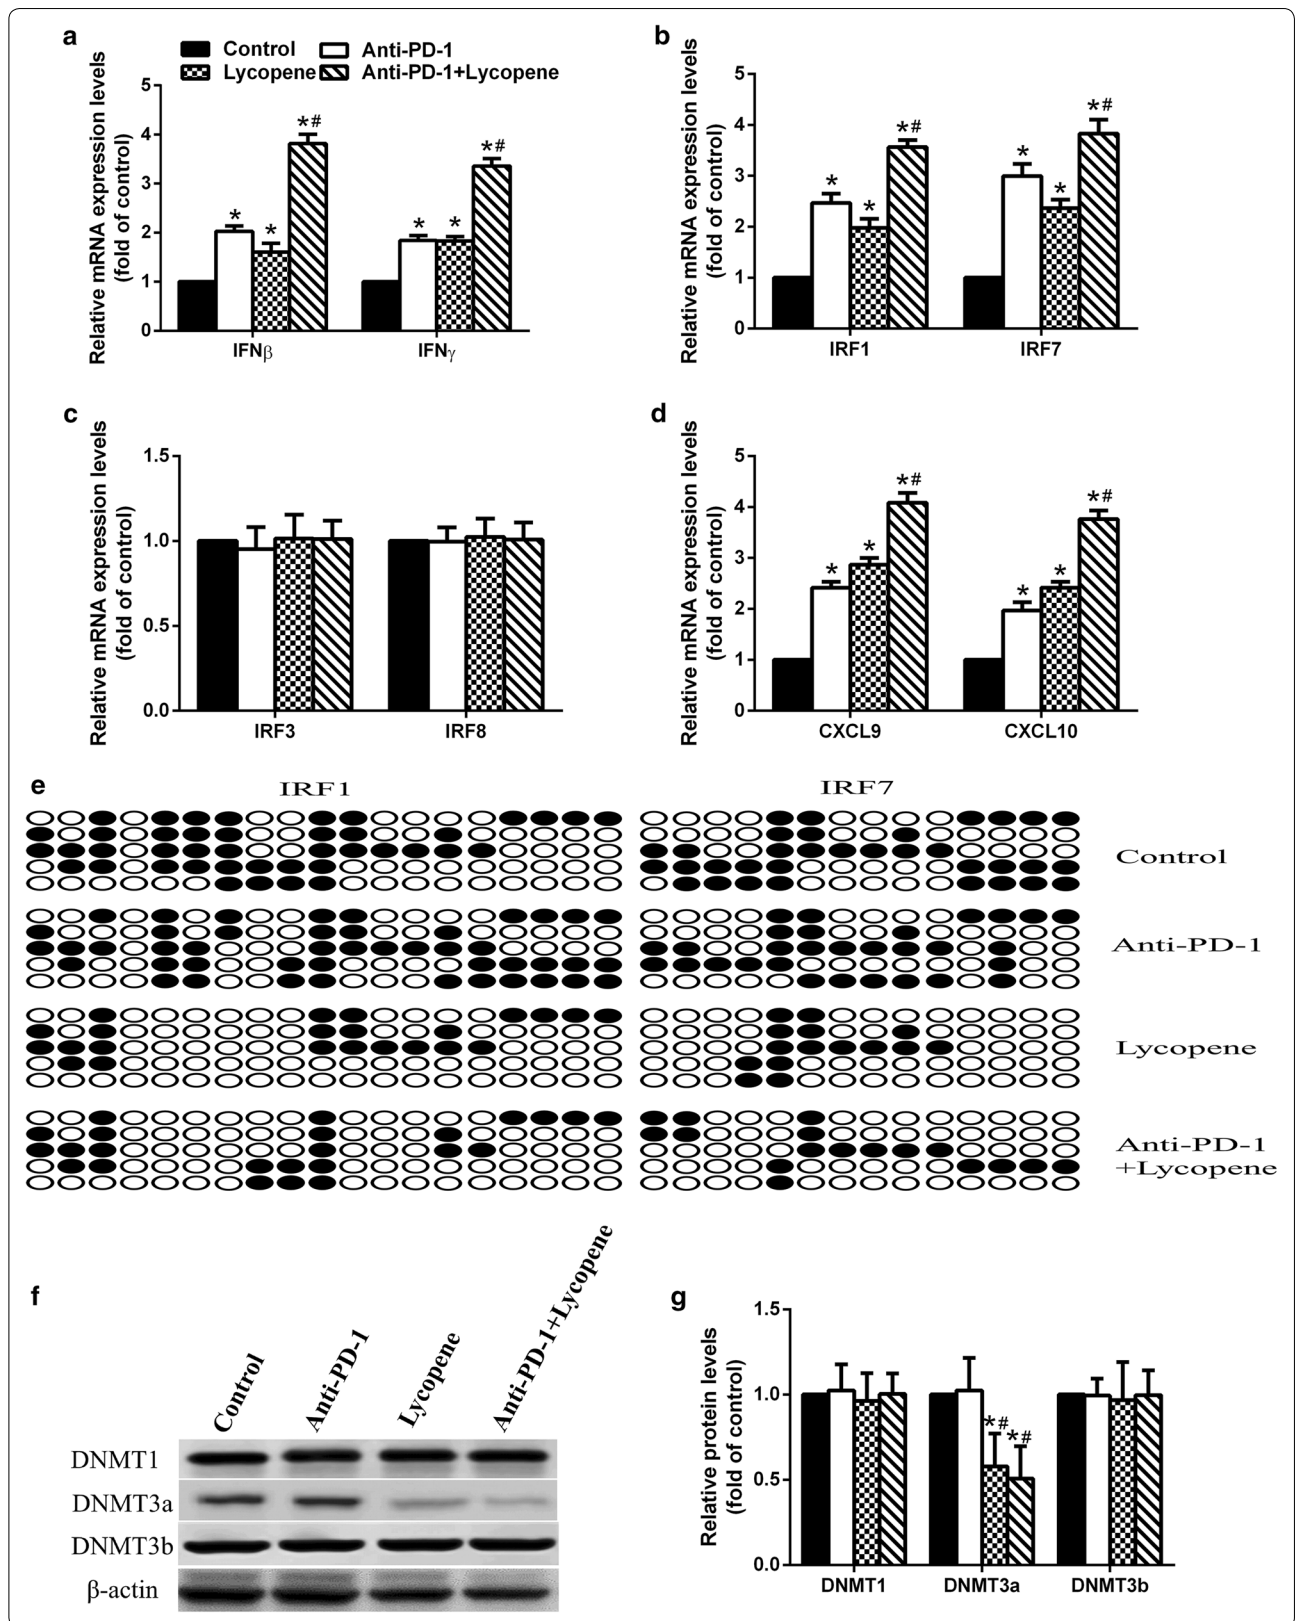 a
Control
Anti-PD-1
Lycopene
Anti-PD-1+Lycopene
Relative mRNA expression levels
(fold of control)
5
4
3
2
1
0
* * *# * * *#
IFNβ IFNγ
b
Relative mRNA expression levels
(fold of control)
5
4
3
2
1
0
* * *# * * *#
IRF1 IRF7
c
Relative mRNA expression levels
(fold of control)
1.5
1.0
0.5
0.0
IRF3 IRF8
d
Relative mRNA expression levels
(fold of control)
5
4
3
2
1
0
* * *# * * *#
CXCL9 CXCL10
e
IRF1 IRF7
Control
Anti-PD-1
Lycopene
Anti-PD-1
+Lycopene
f
Control
Anti-PD-1
Lycopene
Anti-PD-1+Lycopene
DNMT1
DNMT3a
DNMT3b
β-actin
g
Relative protein levels
(fold of control)
1.5
1.0
0.5
0.0
*# *#
DNMT1 DNMT3a DNMT3b